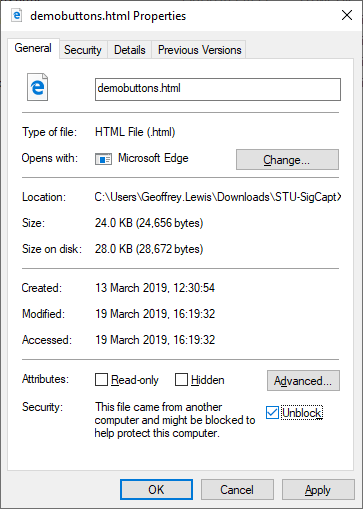 demobuttons.html Properties
General Security Details Previous Versions
demobuttons.html
Type of file: HTML File (.html)
Opens with: Microsoft Edge Change...
Location: C:\Users\Geoffrey.Lewis\Downloads\STU-SigCaptX
Size: 24.0 KB (24,656 bytes)
Size on disk: 28.0 KB (28,672 bytes)
Created: 13 March 2019, 12:30:54
Modified: 19 March 2019, 16:19:32
Accessed: 19 March 2019, 16:19:32
Attributes: Read-only Hidden Advanced...
Security: This file came from another Unblock
computer and might be blocked to
help protect this computer.
OK Cancel Apply